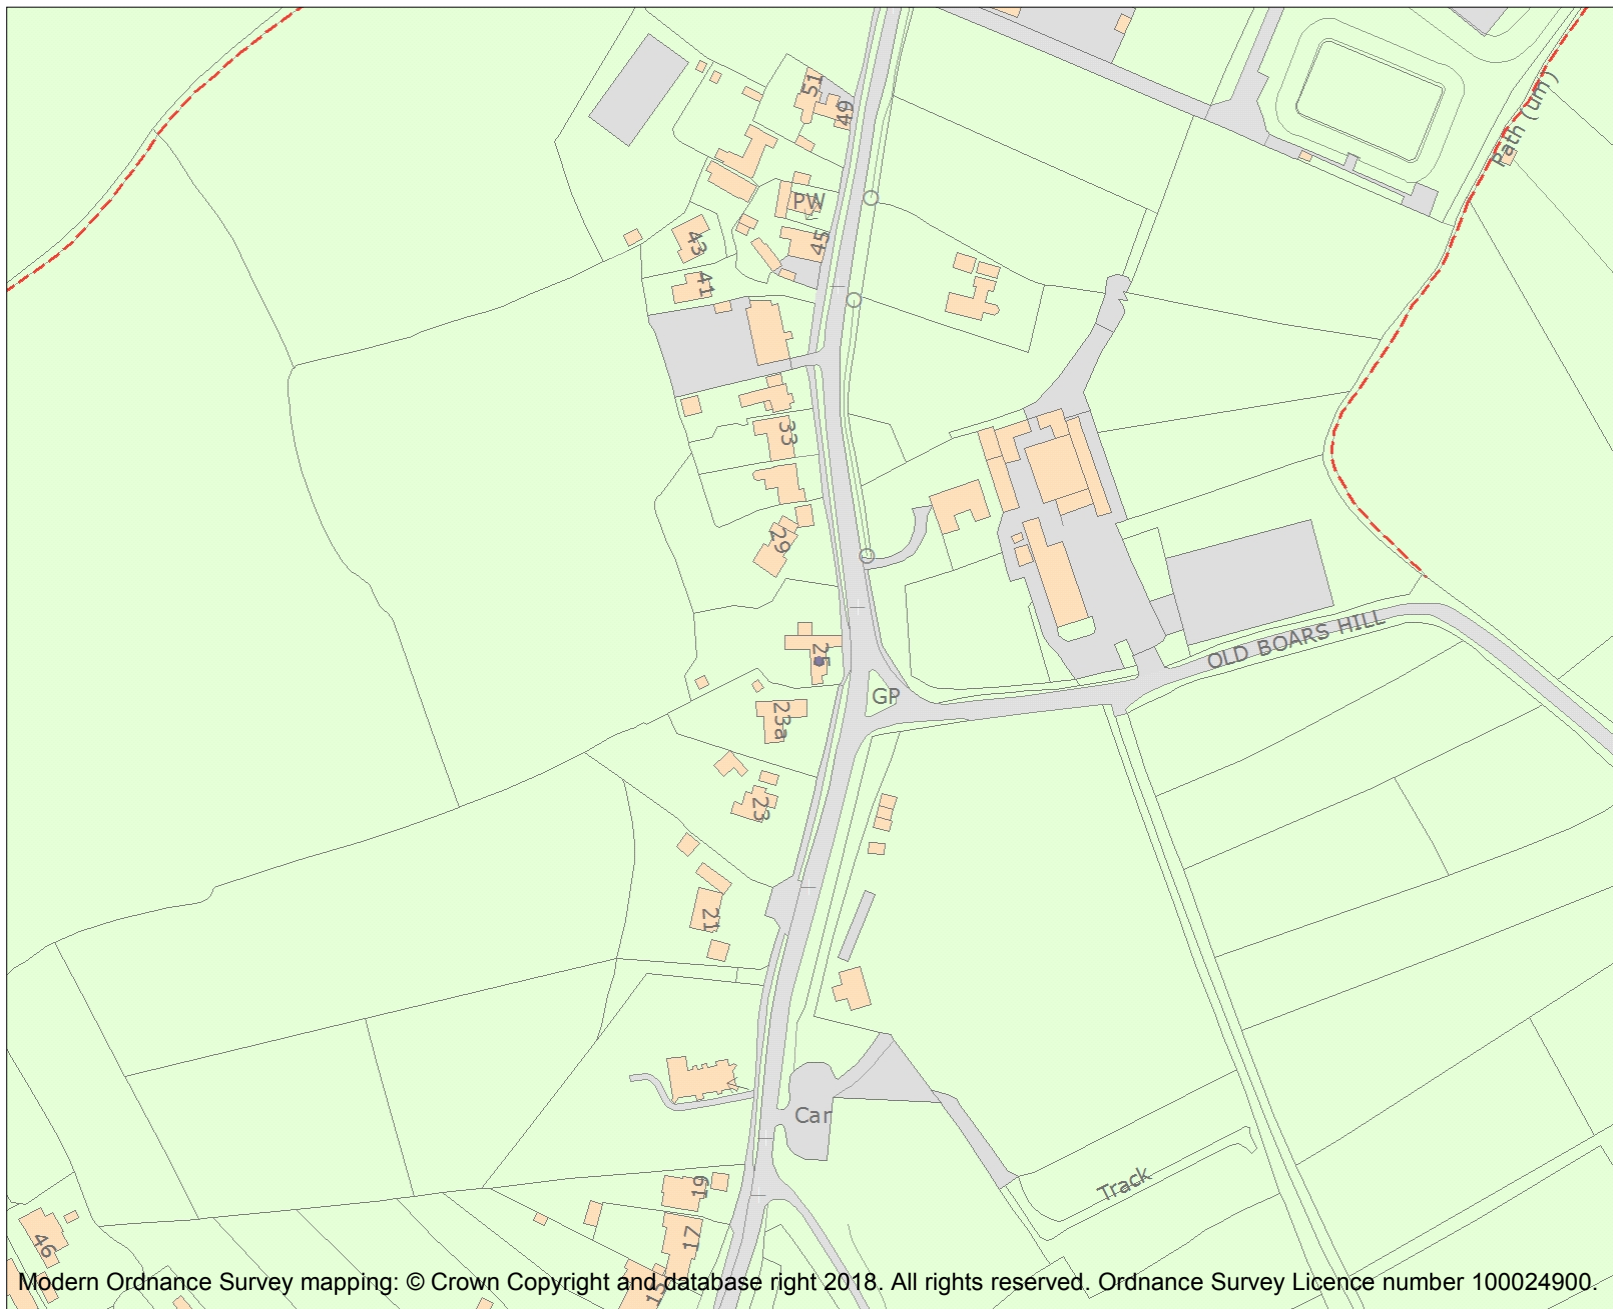 51
49
Path (um)
PW
45
43
41
33
29
OLD BOARS HILL
25
GP
23a
23
21
Car
Track
19
17
46
15
Modern Ordnance Survey mapping: © Crown Copyright and database right 2018. All rights reserved. Ordnance Survey Licence number 100024900.